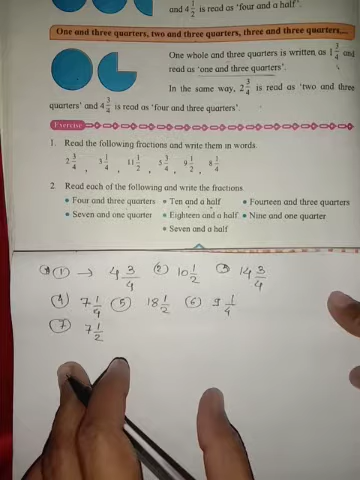 and 4 1/2 is read as 'four and a half'.
One and three quarters, two and three quarters, three and three quarters,...
One whole and three quarters is written as 1 3/4 and
read as 'one and three quarters'.
In the same way, 2 3/4 is read as 'two and three
quarters' and 4 3/4 is read as 'four and three quarters'.
Exercise
1. Read the following fractions and write them in words.
2 3/4 , 3 1/4 , 11 1/2 , 5 3/4 , 9 1/2 , 8 1/4
2. Read each of the following and write the fractions.
• Four and three quarters • Ten and a half • Fourteen and three quarters
• Seven and one quarter • Eighteen and a half • Nine and one quarter
• Seven and a half
1 → 4 3/4 2 10 1/2 3 14 3/4
4 7 1/4 5 18 1/2 6 9 1/4
7 7 1/2